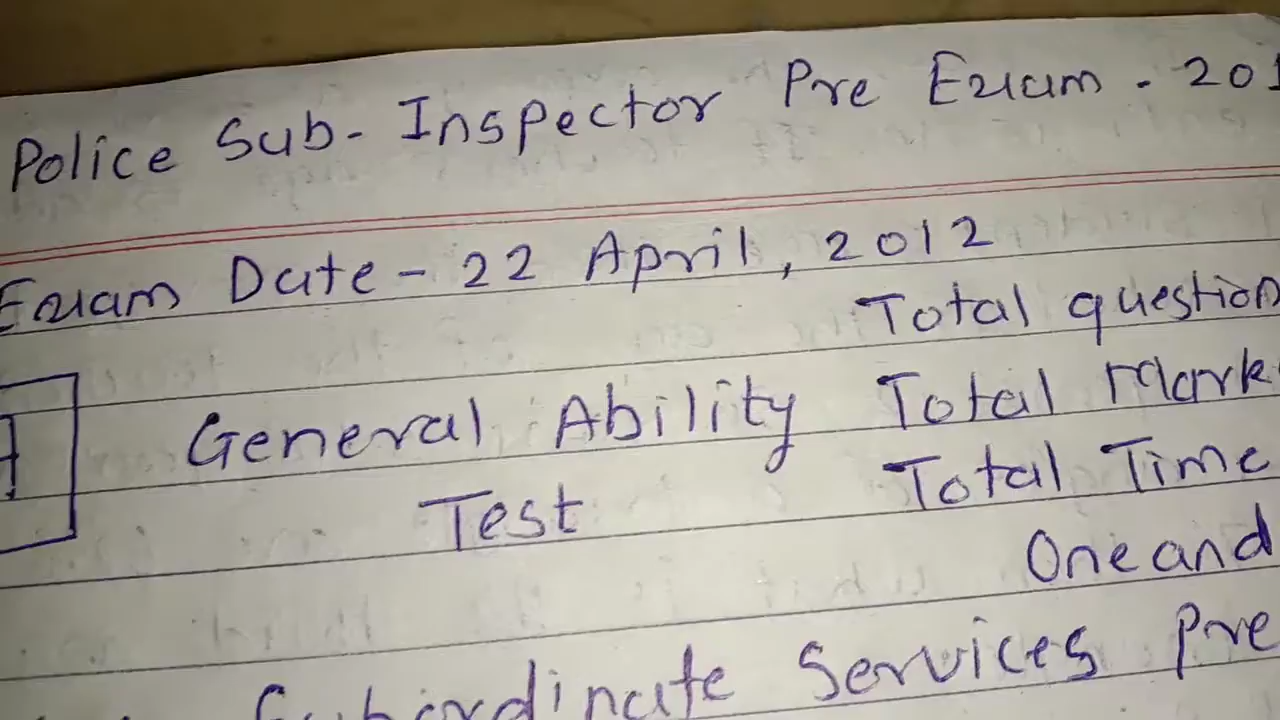 Police Sub-Inspector Pre Exam - 201
Exam Date - 22 April, 2012
Total question
General Ability Total Mark
Test Total Time
One and
Subordinate Services Pre